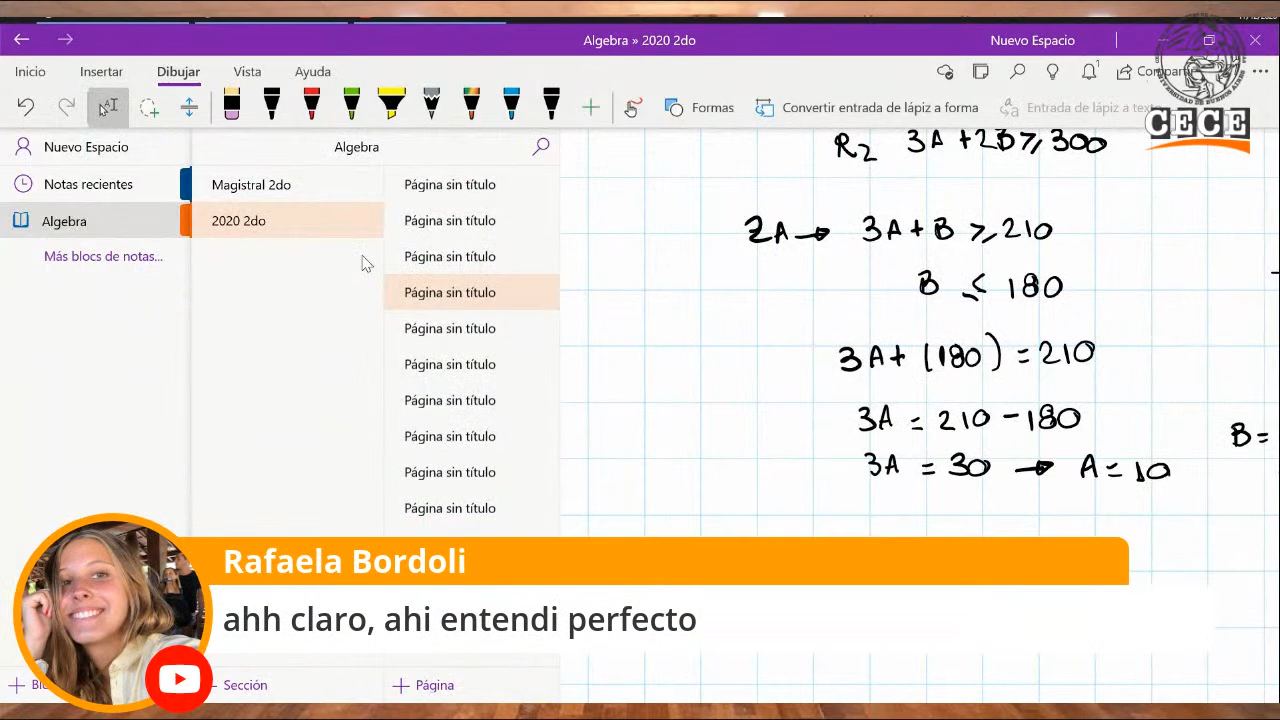 Algebra » 2020 2do
Nuevo Espacio
Inicio
Insertar
Dibujar
Vista
Ayuda
Formas
Convertir entrada de lápiz a forma
Entrada de lápiz a texto
CECE
Nuevo Espacio
Notas recientes
Algebra
Más blocs de notas...
Algebra
Magistral 2do
2020 2do
Página sin título
Página sin título
Página sin título
Página sin título
Página sin título
Página sin título
Página sin título
Página sin título
Página sin título
Página sin título
R2 3A + 2B ≥ 300
2A → 3A + B ≥ 210
B ≤ 180
3A + (180) = 210
3A = 210 - 180
3A = 30 → A = 10
B =
Rafaela Bordoli
ahh claro, ahi entendi perfecto
Sección
Página